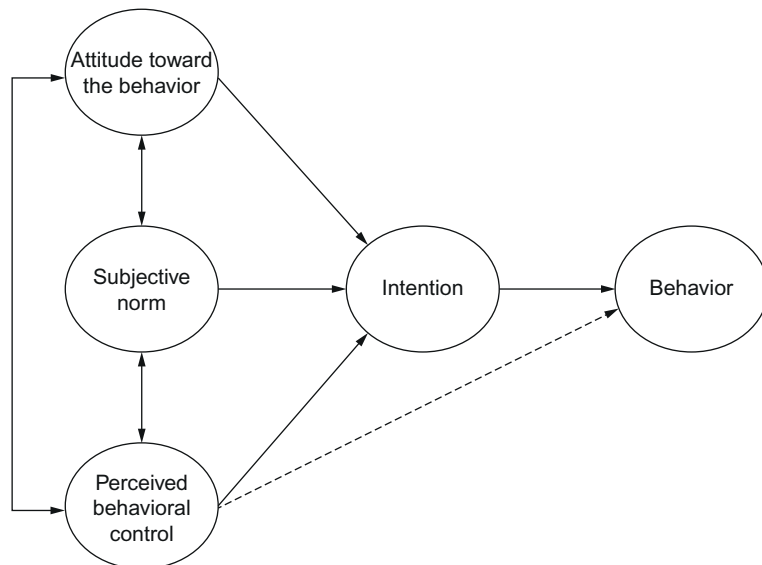 Attitude toward
the behavior
Subjective
norm
Intention
Behavior
Perceived
behavioral
control